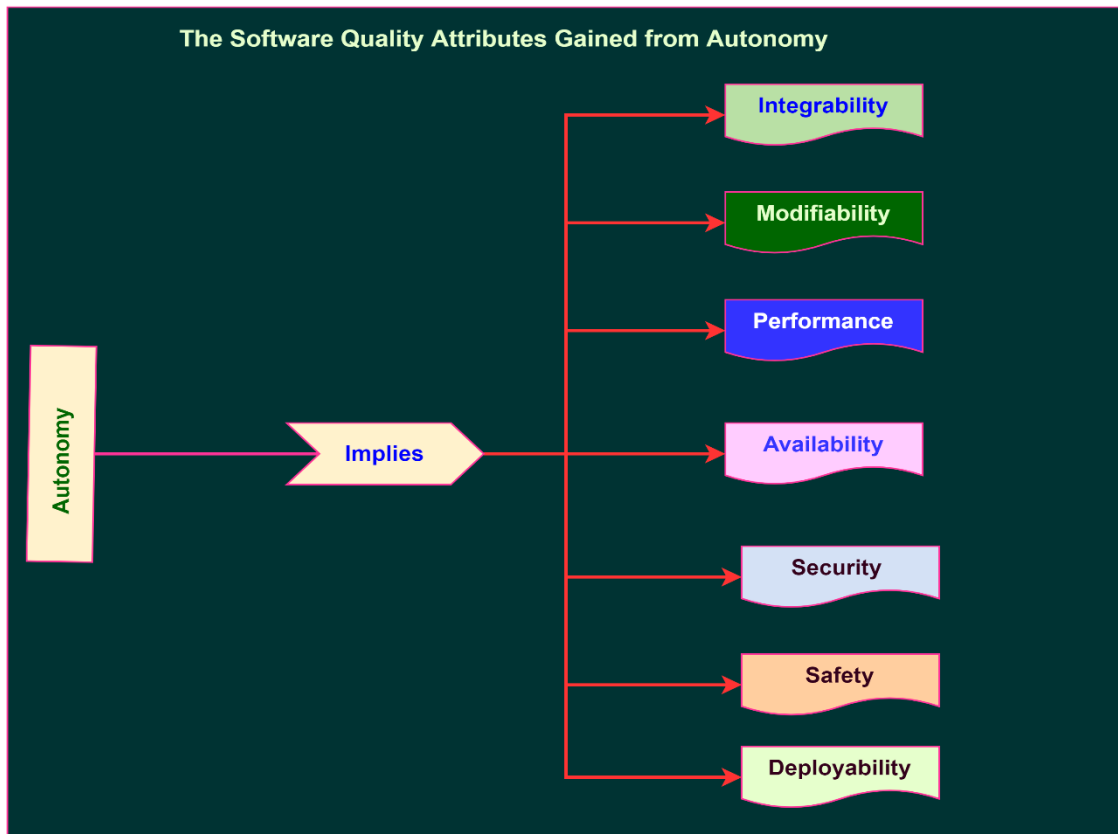 The Software Quality Attributes Gained from Autonomy
Integrability
Modifiability
Performance
Autonomy
Implies
Availability
Security
Safety
Deployability